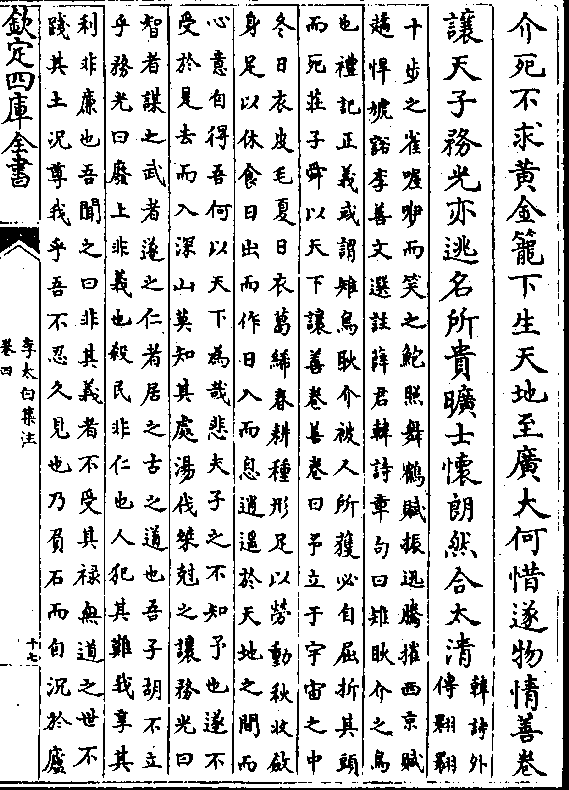 介死不求黄金籠下生天地至廣大何惜遂物情善卷
讓天子務光亦逃名所貴曠士懷朗然合太清
韓詩外
傳翾翾
十步之雀喔咿而笑之鮑照舞鶴賦振迅騰摧西京賦
趫悍虓豁李善文選註薛君韓詩章句曰雉耿介之鳥
也禮記正義或謂雉鳥耿介被人所獲必自屈折其頭
而死莊子舜以天下讓善卷善卷曰予立于宇宙之中
冬日衣皮毛夏日衣葛絺春耕種形足以勞動秋收斂
身足以休食日出而作日入而息逍遥於天地之間而
心意自得吾何以天下為哉悲夫子之不知予也遂不
受於是去而入深山莫知其處湯伐桀尅之讓務光曰
智者謀之武者遂之仁者居之古之道也吾子胡不立
乎務光曰廢上非義也殺民非仁也人犯其難我享其
利非廉也吾聞之曰非其義者不受其禄無道之世不
踐其土况尊我乎吾不忍久見也乃負石而自沉於廬
欽定四庫全書
李太白集注
卷四
十七